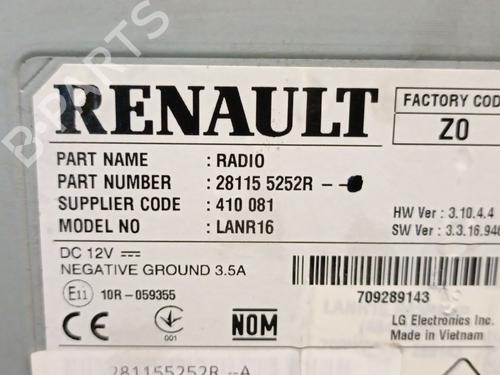 RENAULT
FACTORY COD
Z0
PART NAME : RADIO
PART NUMBER : 28115 5252R --
SUPPLIER CODE : 410 081
MODEL NO : LANR16
HW Ver : 3.10.4.4
SW Ver : 3.3.16.946
DC 12V
NEGATIVE GROUND 3.5A
E11 10R-059355
709289143
CE
001
NOM
LG Electronics Inc.
Made in Vietnam
281155252R --A
B-PARTS